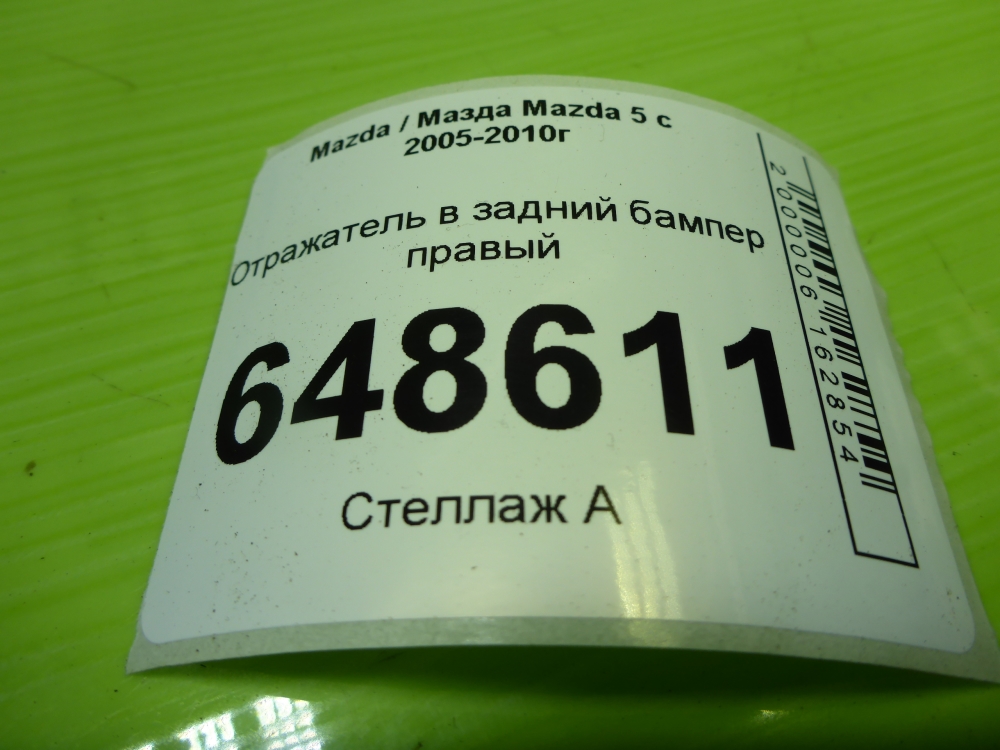 Mazda / Мазда Mazda 5 с
2005-2010г
Отражатель в задний бампер
правый
648611
Стеллаж А
2000006162854